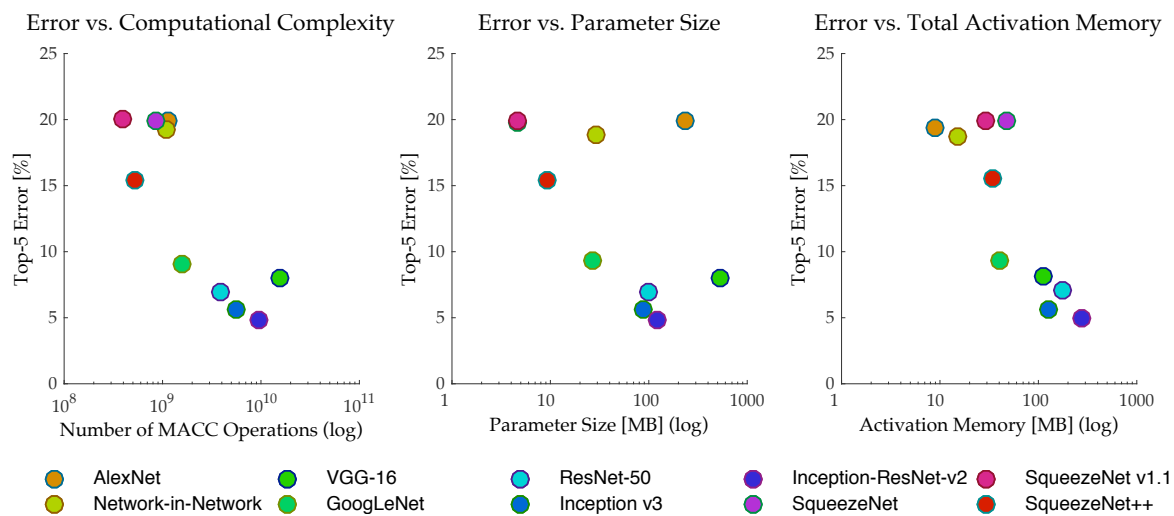 Error vs. Computational Complexity
25
20
15
10
5
0
Top-5 Error [%]
10^8 10^9 10^10 10^11
Number of MACC Operations (log)
Error vs. Parameter Size
25
20
15
10
5
0
Top-5 Error [%]
1 10 100 1000
Parameter Size [MB] (log)
Error vs. Total Activation Memory
25
20
15
10
5
0
Top-5 Error [%]
1 10 100 1000
Activation Memory [MB] (log)
AlexNet VGG-16 ResNet-50 Inception-ResNet-v2 SqueezeNet v1.1
Network-in-Network GoogLeNet Inception v3 SqueezeNet SqueezeNet++